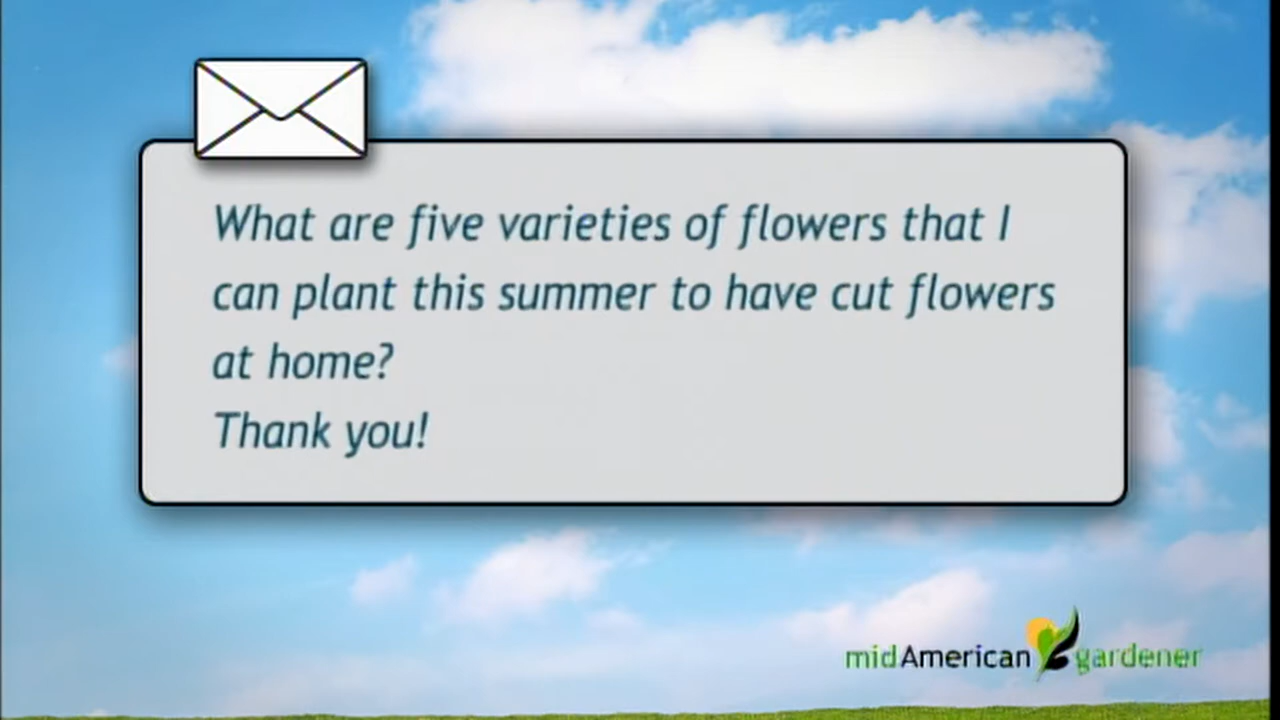 What are five varieties of flowers that I
can plant this summer to have cut flowers
at home?
Thank you!
midAmerican gardener